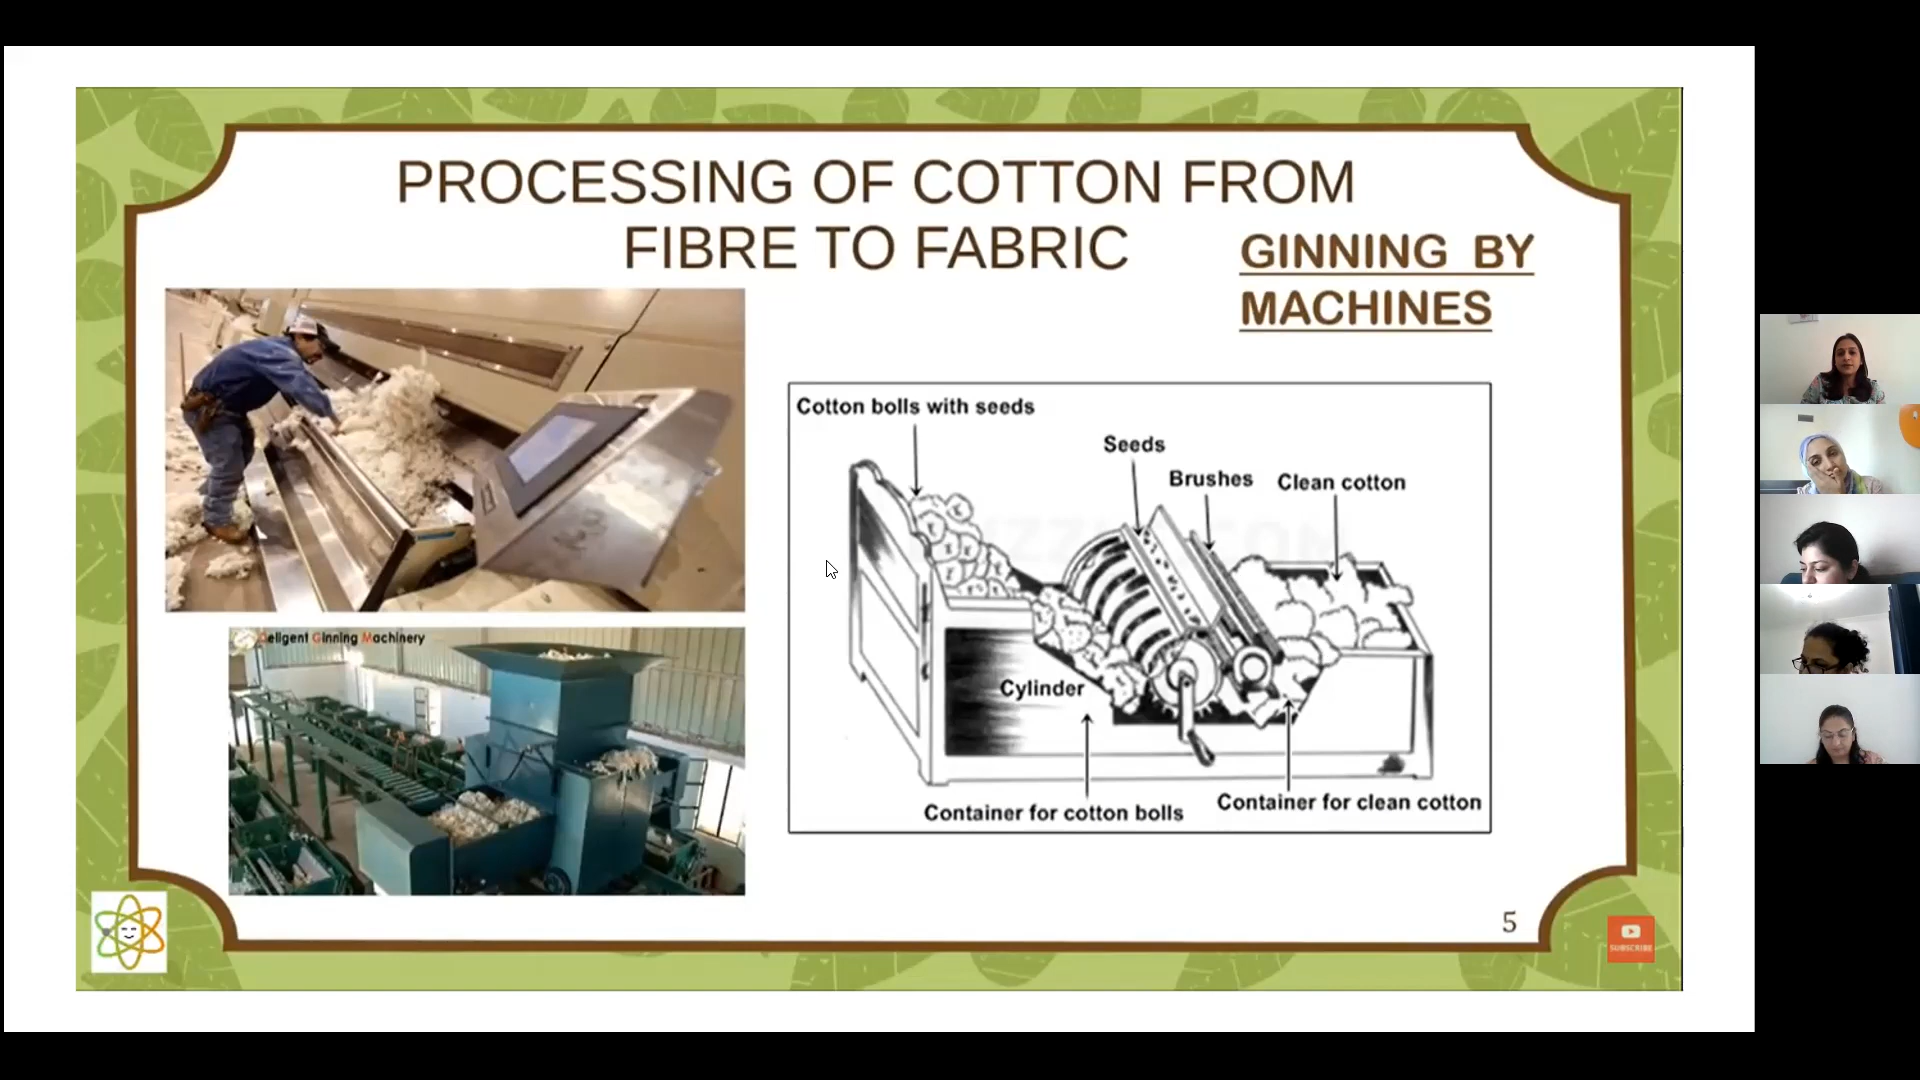 PROCESSING OF COTTON FROM
FIBRE TO FABRIC
GINNING BY
MACHINES
Cotton bolls with seeds
Seeds
Brushes
Clean cotton
Cylinder
Container for cotton bolls
Container for clean cotton
Deligent Ginning Machinery
5
SUBSCRIBE